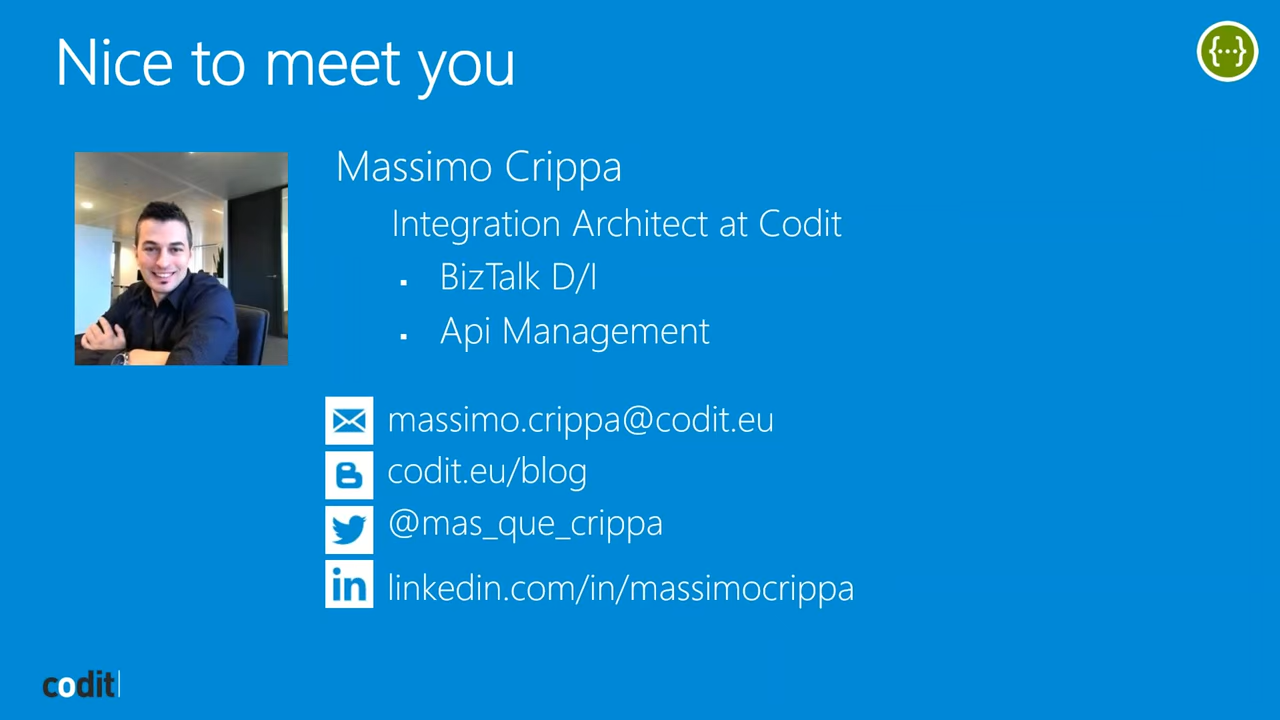 Nice to meet you
Massimo Crippa
Integration Architect at Codit
▪ BizTalk D/I
▪ Api Management
massimo.crippa@codit.eu
codit.eu/blog
@mas_que_crippa
in linkedin.com/in/massimocrippa
codit